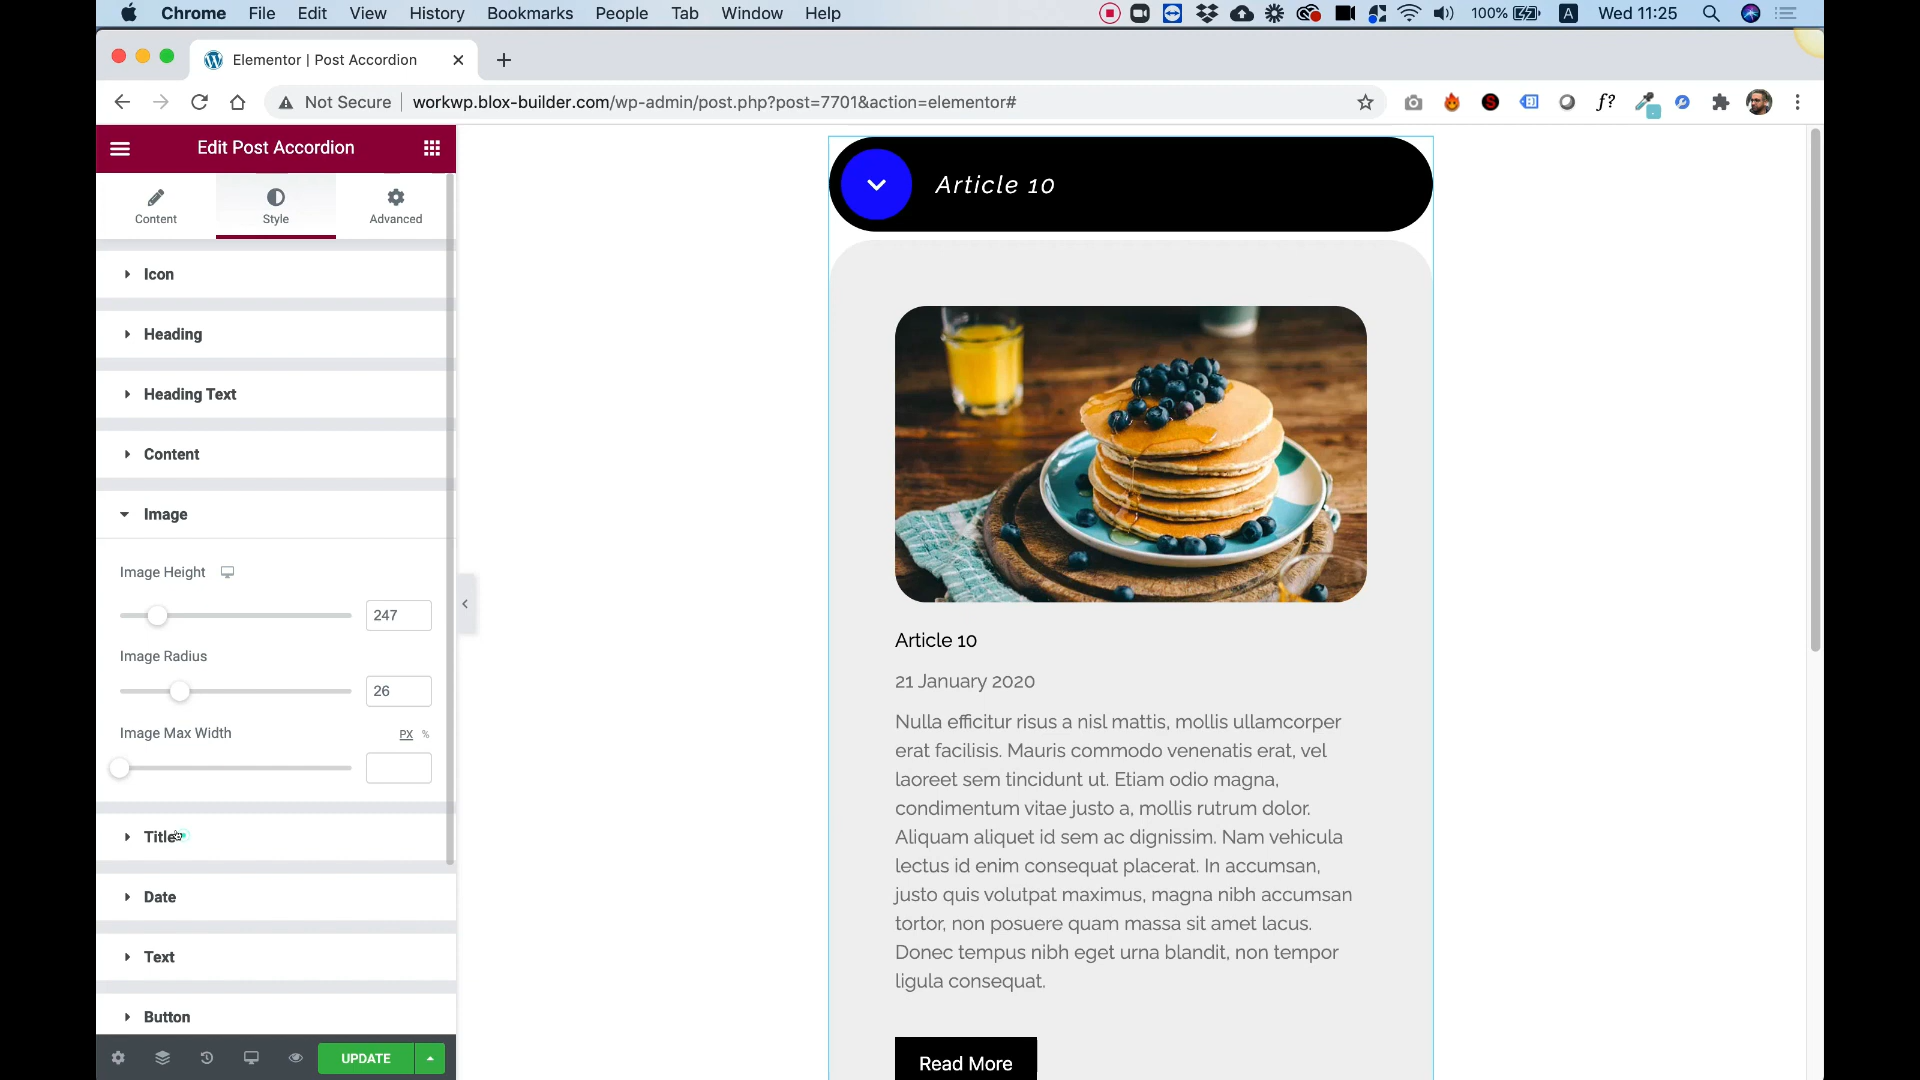 Chrome File Edit View History Bookmarks People Tab Window Help 100% A Wed 11:25
Elementor | Post Accordion
Not Secure workwp.blox-builder.com/wp-admin/post.php?post=7701&action=elementor# S f?
Edit Post Accordion
Content Style Advanced
Icon
Heading
Heading Text
Content
Image
Image Height
247
Image Radius
26
Image Max Width PX %
Title
Date
Text
Button
UPDATE
Article 10
Article 10
21 January 2020
Nulla efficitur risus a nisl mattis, mollis ullamcorper
erat facilisis. Mauris commodo venenatis erat, vel
laoreet sem tincidunt ut. Etiam odio magna,
condimentum vitae justo a, mollis rutrum dolor.
Aliquam aliquet id sem ac dignissim. Nam vehicula
lectus id enim consequat placerat. In accumsan,
justo quis volutpat maximus, magna nibh accumsan
tortor, non posuere quam massa sit amet lacus.
Donec tempus nibh eget urna blandit, non tempor
ligula consequat.
Read More